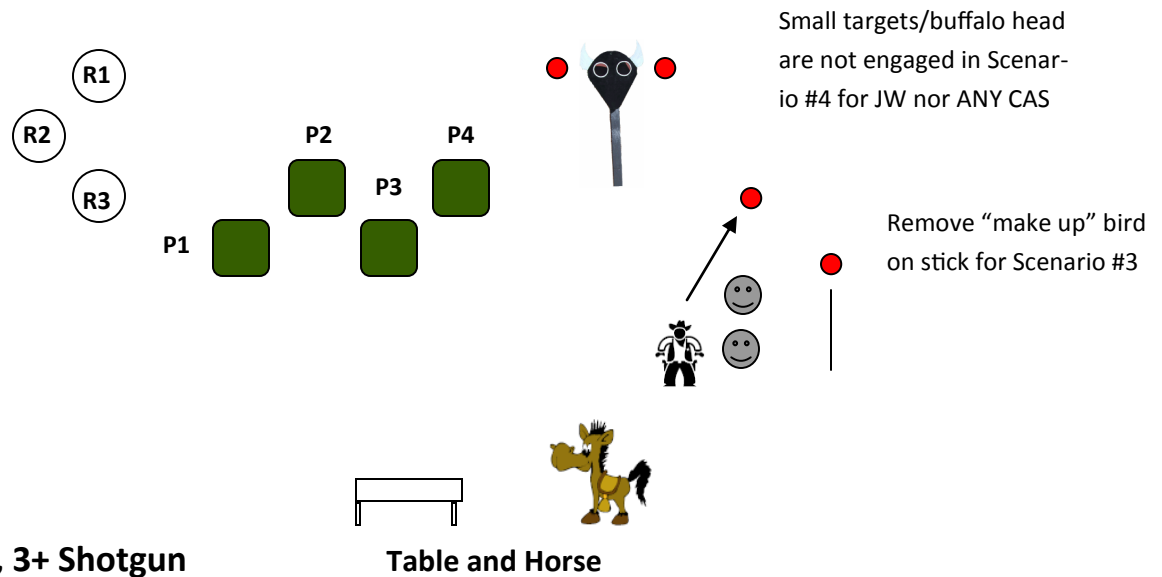 Small targets/buffalo head
are not engaged in Scenar-
io #4 for JW nor ANY CAS
R1
R2
R3
P2
P4
P3
P1
Remove “make up” bird
on stick for Scenario #3
, 3+ Shotgun
Table and Horse